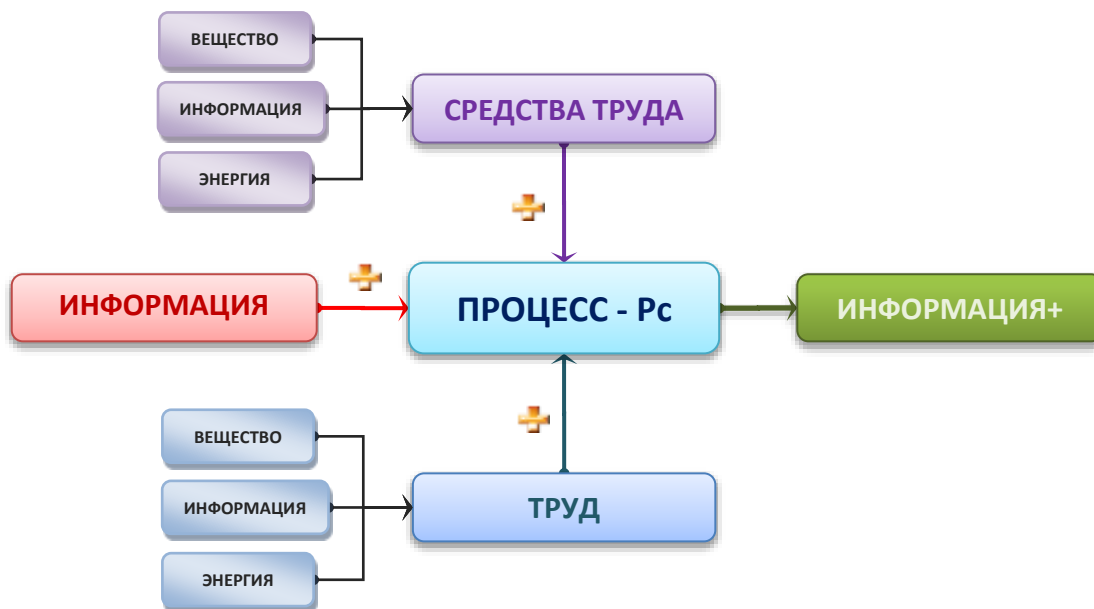 ВЕЩЕСТВО
ИНФОРМАЦИЯ
ЭНЕРГИЯ
СРЕДСТВА ТРУДА
ИНФОРМАЦИЯ
ПРОЦЕСС - Рс
ИНФОРМАЦИЯ+
ВЕЩЕСТВО
ИНФОРМАЦИЯ
ЭНЕРГИЯ
ТРУД